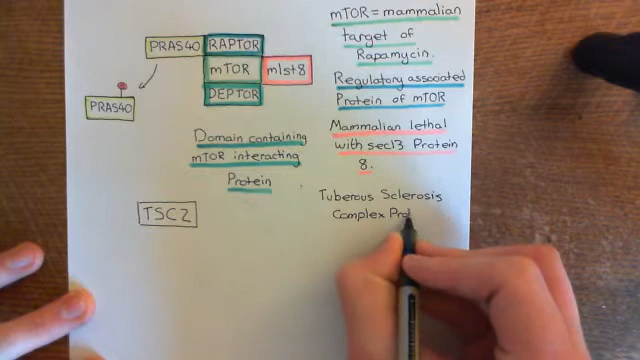 PRAS40 RAPTOR
mTOR mlst8
DEPTOR
PRAS40
Domain containing
mTOR interacting
Protein
TSC2
mTOR = mammalian
target of
Rapamycin.
Regulatory associated
Protein of mTOR
Mammalian lethal
with sec13 Protein
8.
Tuberous Sclerosis
Complex Pro